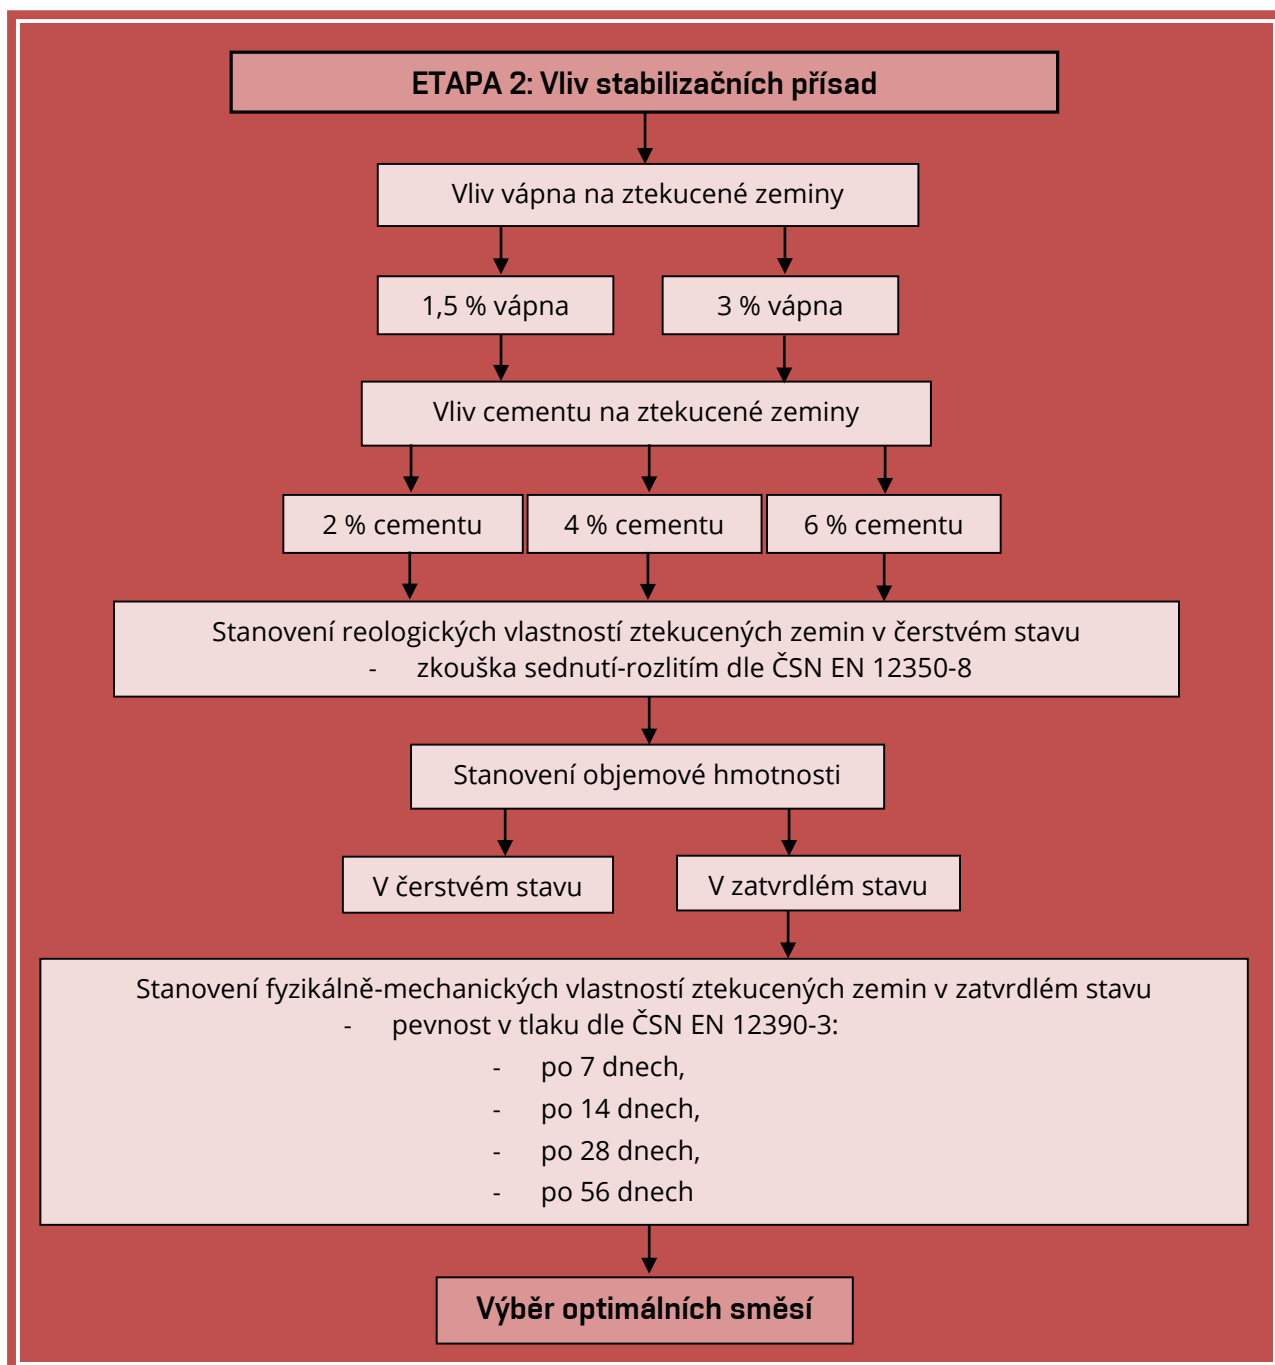 ETAPA 2: Vliv stabilizačních přísad
Vliv vápna na ztekucené zeminy
1,5 % vápna
3 % vápna
Vliv cementu na ztekucené zeminy
2 % cementu
4 % cementu
6 % cementu
Stanovení reologických vlastností ztekucených zemin v čerstvém stavu
- zkouška sednutí-rozlitím dle ČSN EN 12350-8
Stanovení objemové hmotnosti
V čerstvém stavu
V zatvrdlém stavu
Stanovení fyzikálně-mechanických vlastností ztekucených zemin v zatvrdlém stavu
- pevnost v tlaku dle ČSN EN 12390-3:
- po 7 dnech,
- po 14 dnech,
- po 28 dnech,
- po 56 dnech
Výběr optimálních směsí